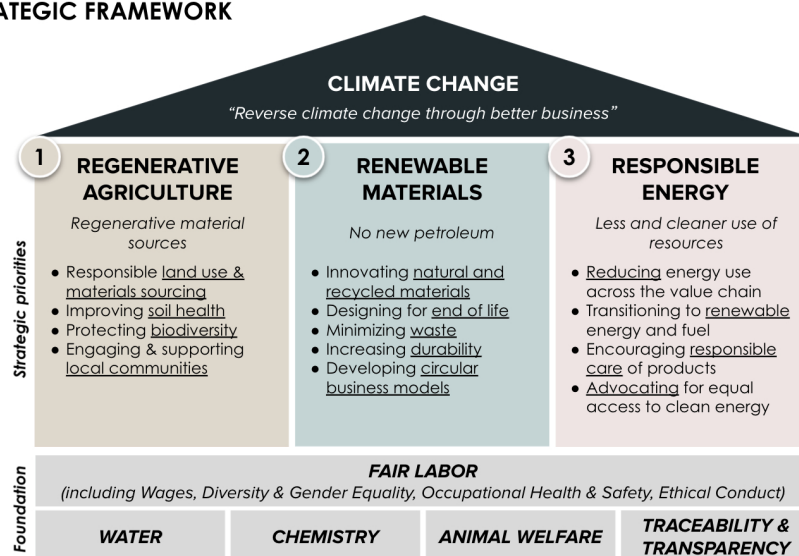 ATEGIC FRAMEWORK
CLIMATE CHANGE
“Reverse climate change through better business”
1
REGENERATIVE
AGRICULTURE
Regenerative material
sources
● Responsible land use &
materials sourcing
● Improving soil health
● Protecting biodiversity
● Engaging & supporting
local communities
2
RENEWABLE
MATERIALS
No new petroleum
● Innovating natural and
recycled materials
● Designing for end of life
● Minimizing waste
● Increasing durability
● Developing circular
business models
3
RESPONSIBLE
ENERGY
Less and cleaner use of
resources
● Reducing energy use
across the value chain
● Transitioning to renewable
energy and fuel
● Encouraging responsible
care of products
● Advocating for equal
access to clean energy
Strategic priorities
Foundation
FAIR LABOR
(including Wages, Diversity & Gender Equality, Occupational Health & Safety, Ethical Conduct)
WATER
CHEMISTRY
ANIMAL WELFARE
TRACEABILITY &
TRANSPARENCY